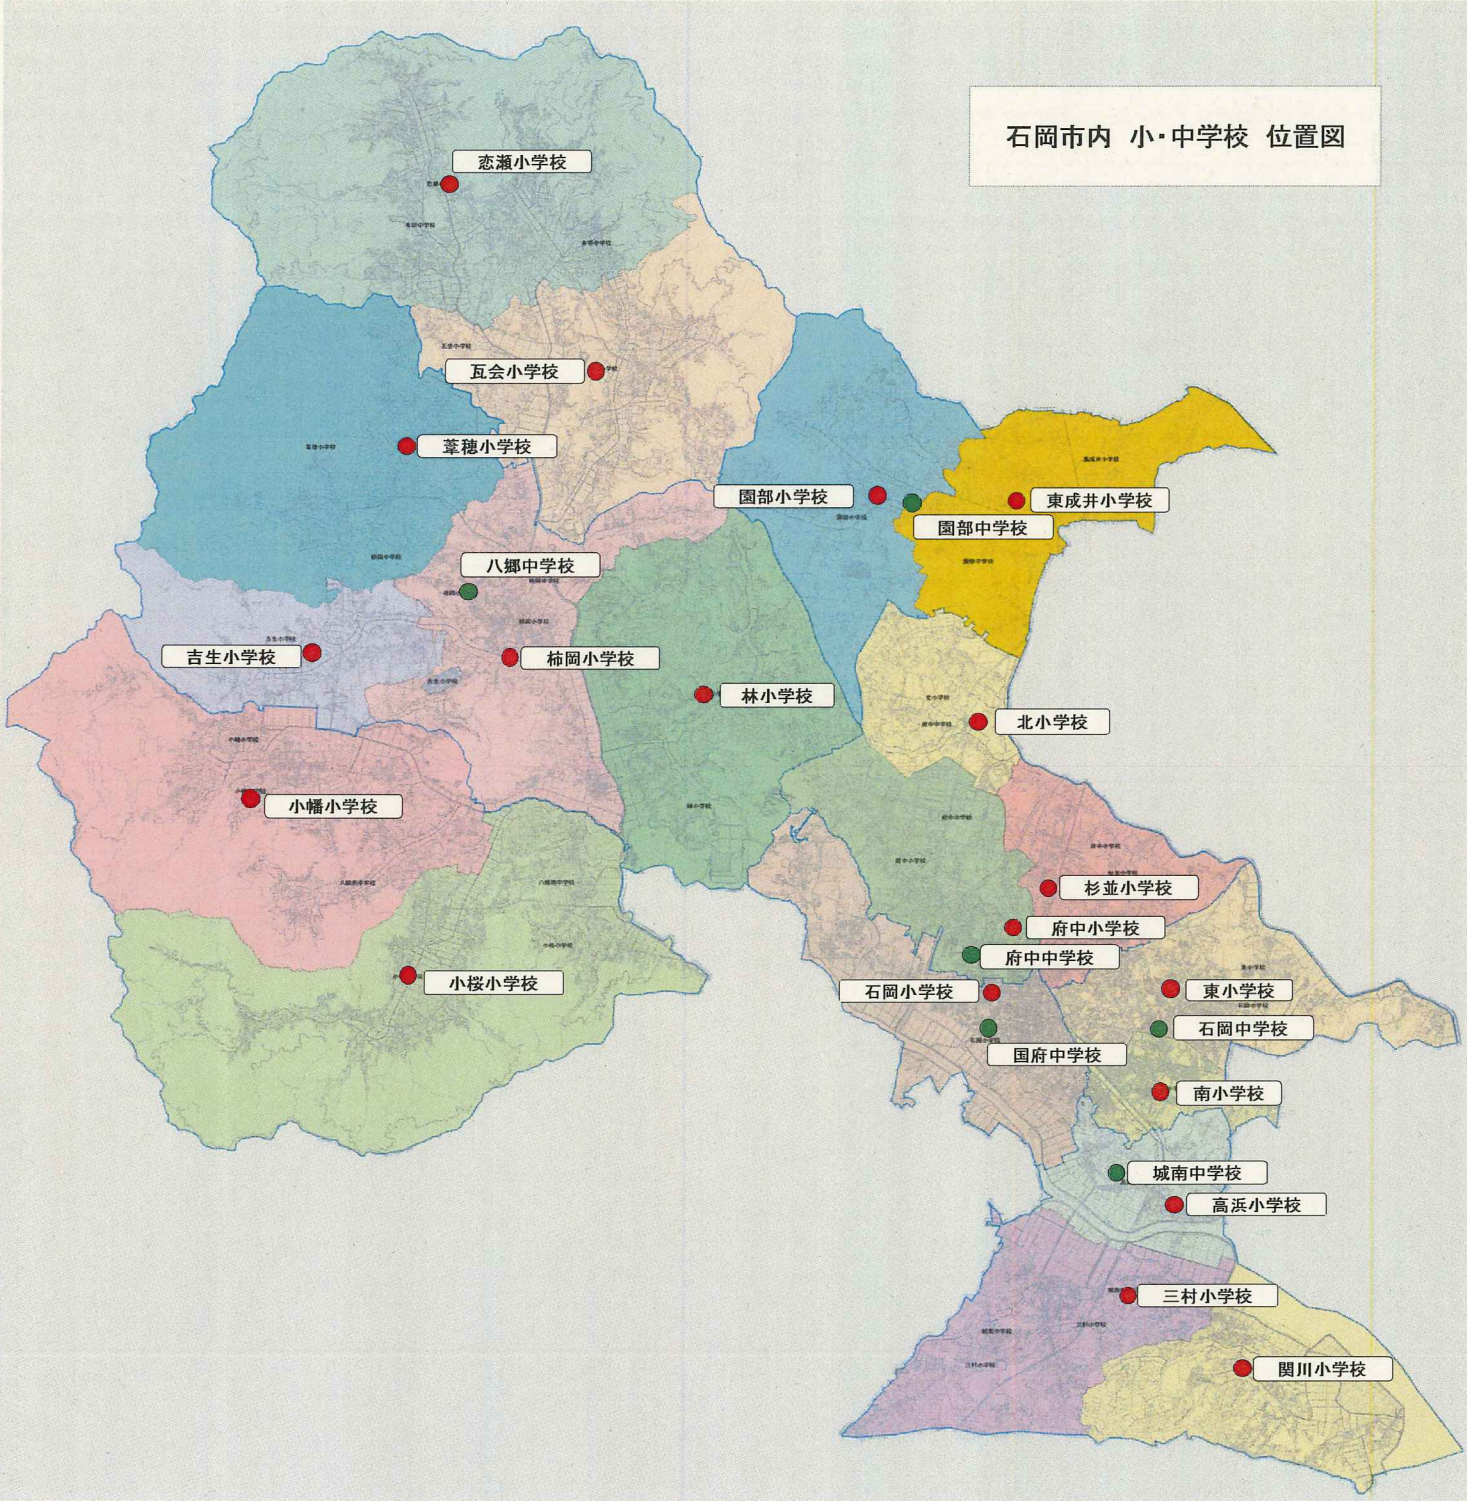 石岡市内 小・中学校 位置図
恋瀬小学校
瓦会小学校
葦穂小学校
園部小学校
東成井小学校
園部中学校
八郷中学校
吉生小学校
柿岡小学校
林小学校
北小学校
小幡小学校
杉並小学校
府中小学校
府中中学校
小桜小学校
石岡小学校
東小学校
石岡中学校
国府中学校
南小学校
城南中学校
高浜小学校
三村小学校
関川小学校